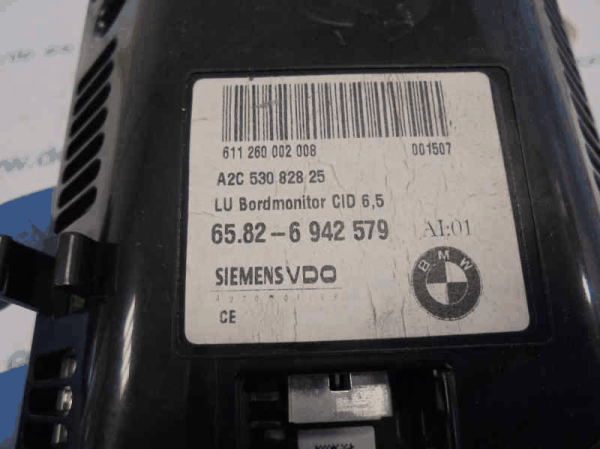 611 260 002 008 001507
A2C 530 828 25
LU Bordmonitor CID 6,5
65.82-6 942 579 AI:01
BMW
SIEMENS VDO
CE